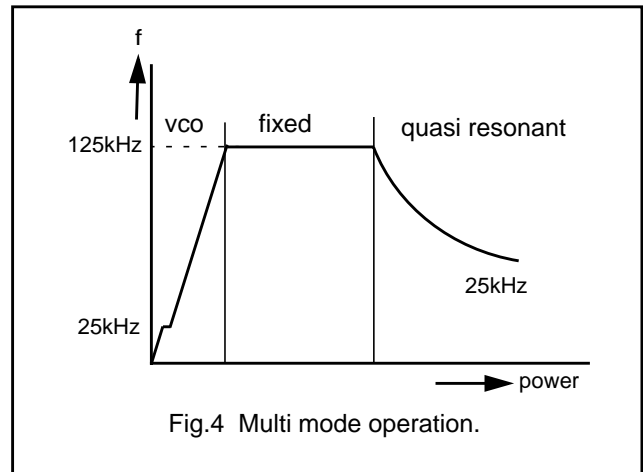 f
vco fixed quasi resonant
125kHz
25kHz
25kHz
power
Fig.4 Multi mode operation.